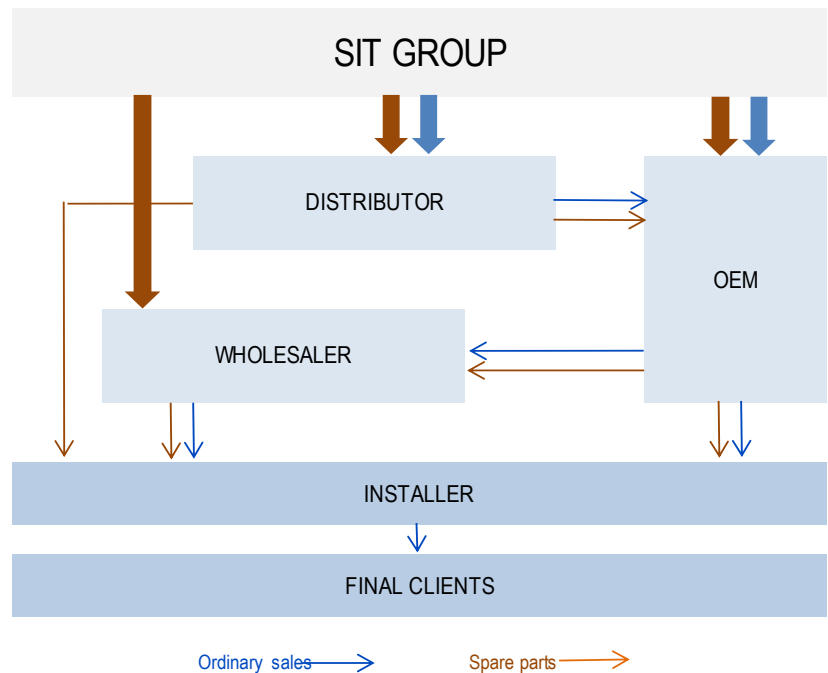 SIT GROUP
DISTRIBUTOR
OEM
WHOLESALER
INSTALLER
FINAL CLIENTS
Ordinary sales
Spare parts